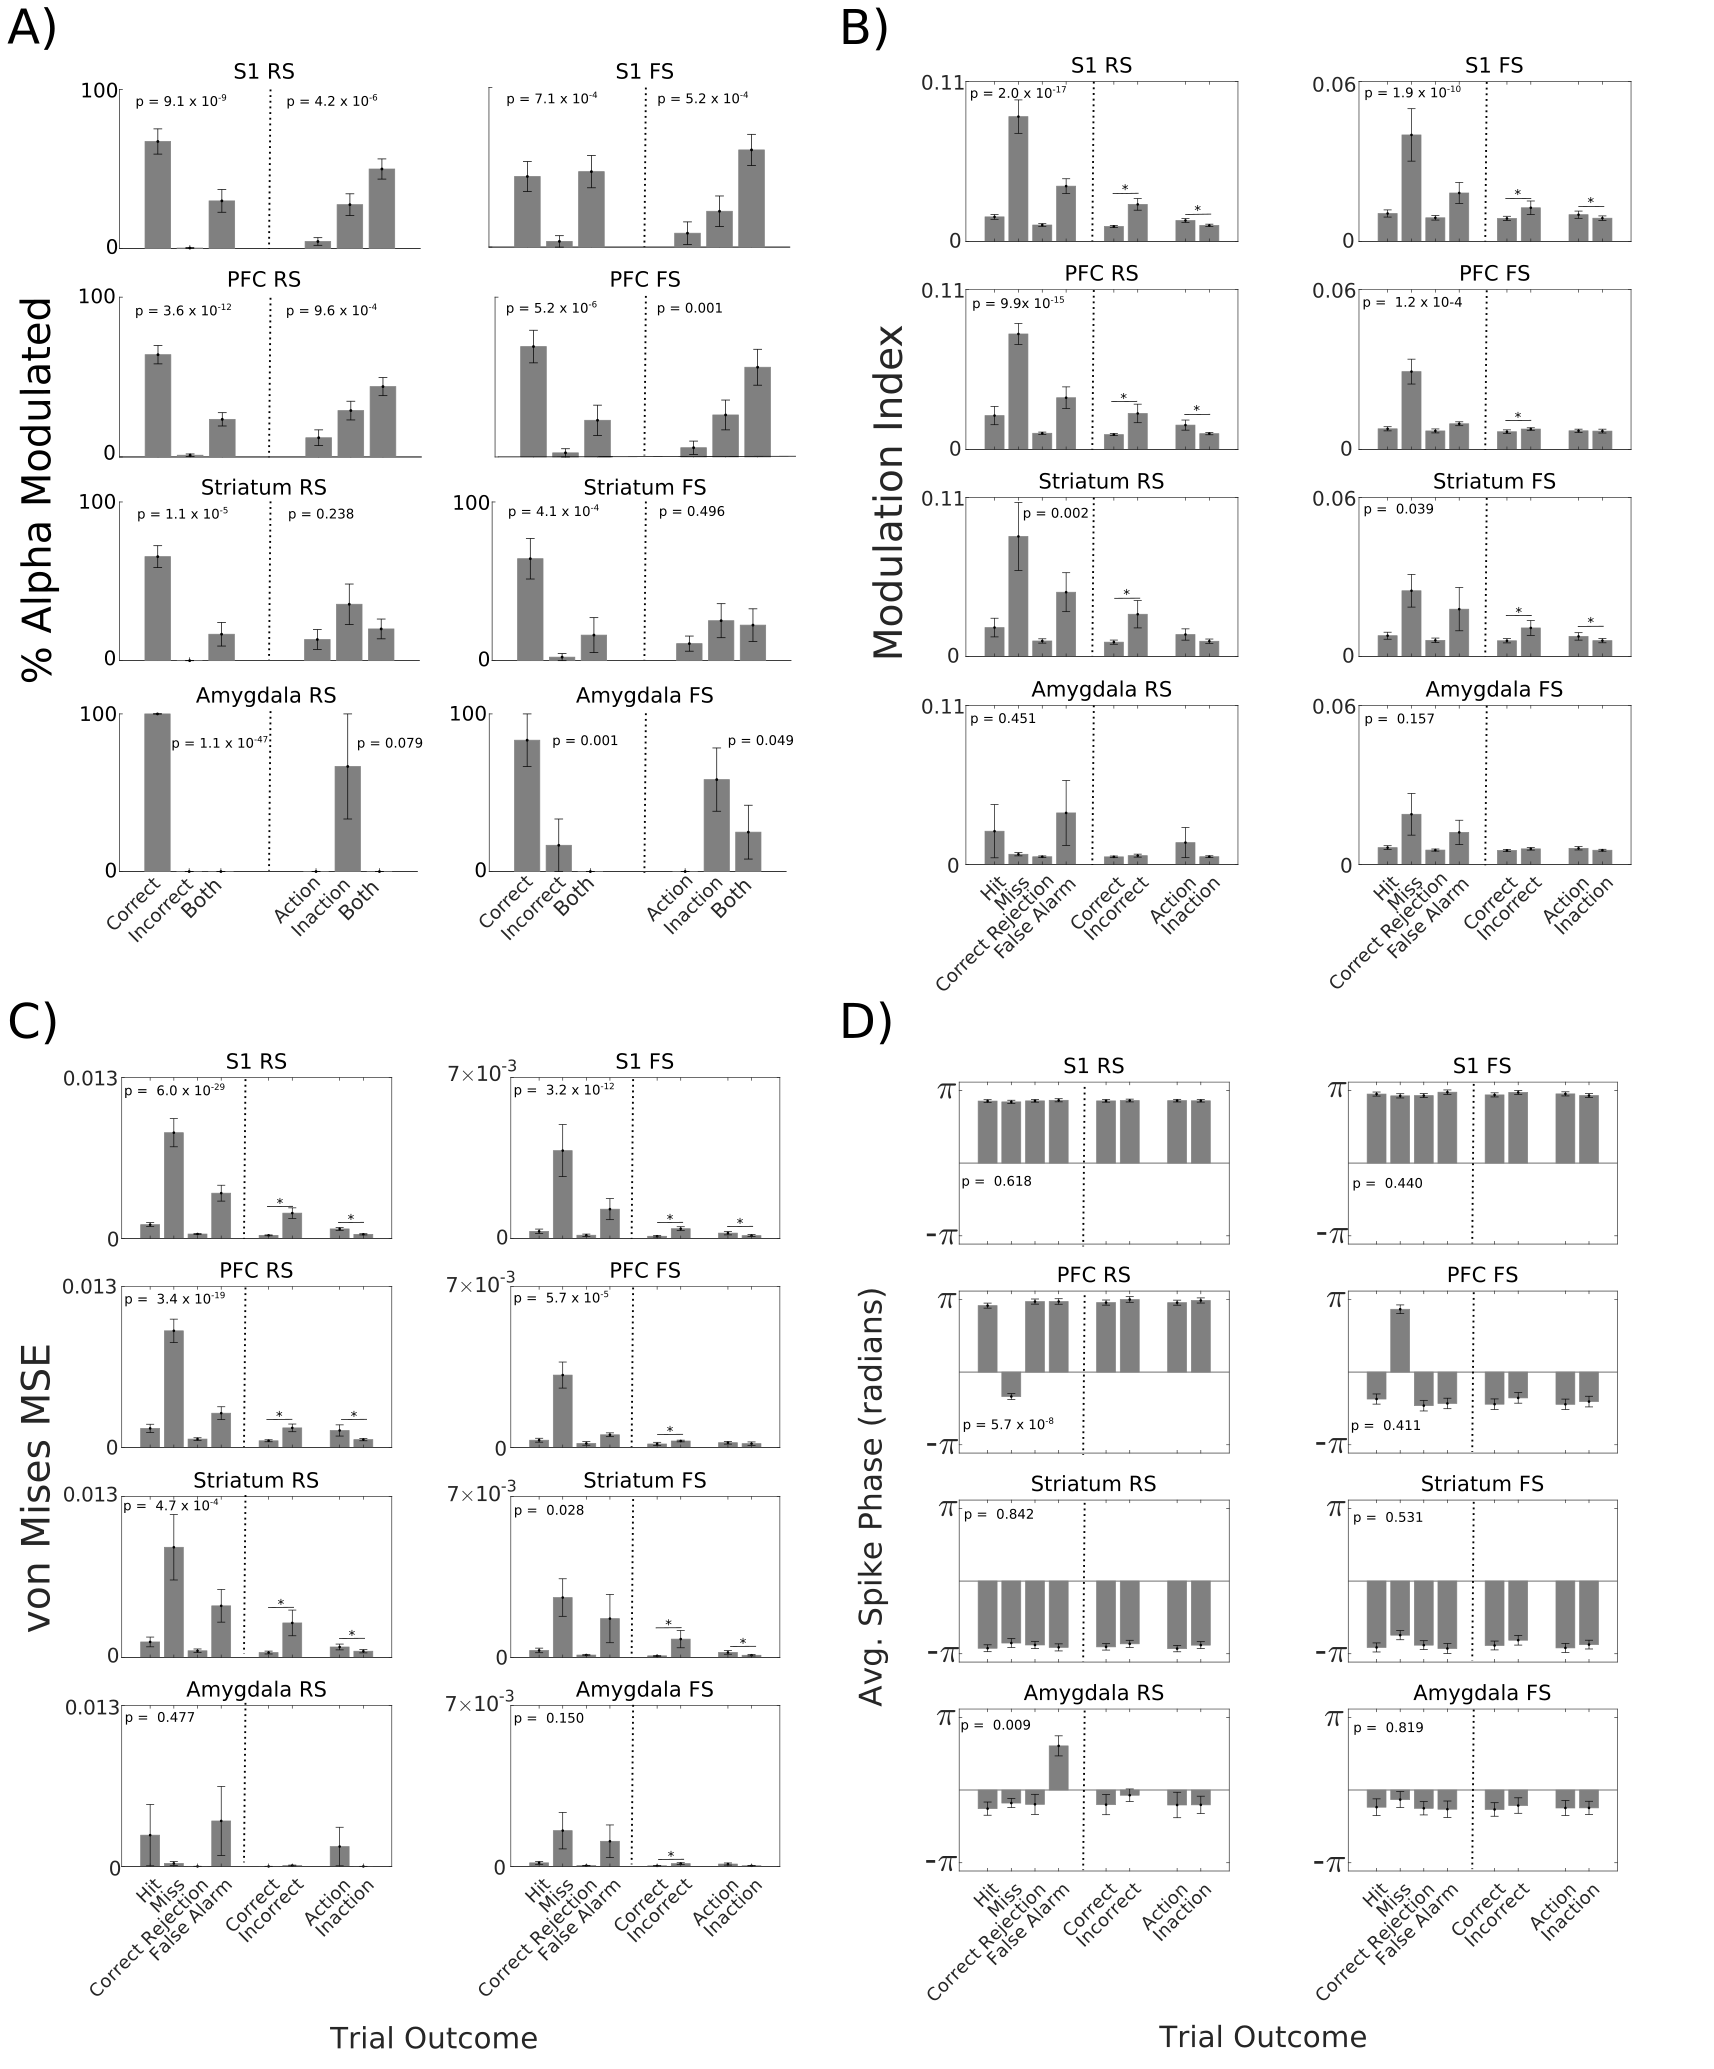 A)
% Alpha Modulated
S1 RS
100
0
p = 9.1 x 10-9
p = 4.2 x 10-6
S1 FS
p = 7.1 x 10-4
p = 5.2 x 10-4
PFC RS
100
0
p = 3.6 x 10-12
p = 9.6 x 10-4
PFC FS
p = 5.2 x 10-6
p = 0.001
Striatum RS
100
0
p = 1.1 x 10-5
p = 0.238
Striatum FS
100
0
p = 4.1 x 10-4
p = 0.496
Amygdala RS
100
0
p = 1.1 x 10-47
p = 0.079
Amygdala FS
100
0
p = 0.001
p = 0.049
Correct
Incorrect
Both
Action
Inaction
Both
Correct
Incorrect
Both
Action
Inaction
Both
B)
Modulation Index
S1 RS
0.11
0
p = 2.0 x 10-17
*
*
S1 FS
0.06
0
p = 1.9 x 10-10
*
*
PFC RS
0.11
0
p = 9.9x 10-15
*
*
PFC FS
0.06
0
p = 1.2 x 10-4
*
Striatum RS
0.11
0
p = 0.002
*
Striatum FS
0.06
0
p = 0.039
*
*
Amygdala RS
0.11
0
p = 0.451
Amygdala FS
0.06
0
p = 0.157
Hit
Miss
Correct Rejection
False Alarm
Correct
Incorrect
Action
Inaction
Hit
Miss
Correct Rejection
False Alarm
Correct
Incorrect
Action
Inaction
C)
von Mises MSE
S1 RS
0.013
0
p = 6.0 x 10-29
*
*
S1 FS
7×10-3
0
p = 3.2 x 10-12
*
*
PFC RS
0.013
0
p = 3.4 x 10-19
*
*
PFC FS
7×10-3
0
p = 5.7 x 10-5
*
Striatum RS
0.013
0
p = 4.7 x 10-4
*
*
Striatum FS
7×10-3
0
p = 0.028
*
*
Amygdala RS
0.013
0
p = 0.477
Amygdala FS
7×10-3
0
p = 0.150
*
Hit
Miss
Correct Rejection
False Alarm
Correct
Incorrect
Action
Inaction
Hit
Miss
Correct Rejection
False Alarm
Correct
Incorrect
Action
Inaction
Trial Outcome
D)
Avg. Spike Phase (radians)
S1 RS
π
-π
p = 0.618
S1 FS
π
-π
p = 0.440
PFC RS
π
-π
p = 5.7 x 10-8
PFC FS
π
-π
p = 0.411
Striatum RS
π
-π
p = 0.842
Striatum FS
π
-π
p = 0.531
Amygdala RS
π
-π
p = 0.009
Amygdala FS
π
-π
p = 0.819
Hit
Miss
Correct Rejection
False Alarm
Correct
Incorrect
Action
Inaction
Hit
Miss
Correct Rejection
False Alarm
Correct
Incorrect
Action
Inaction
Trial Outcome